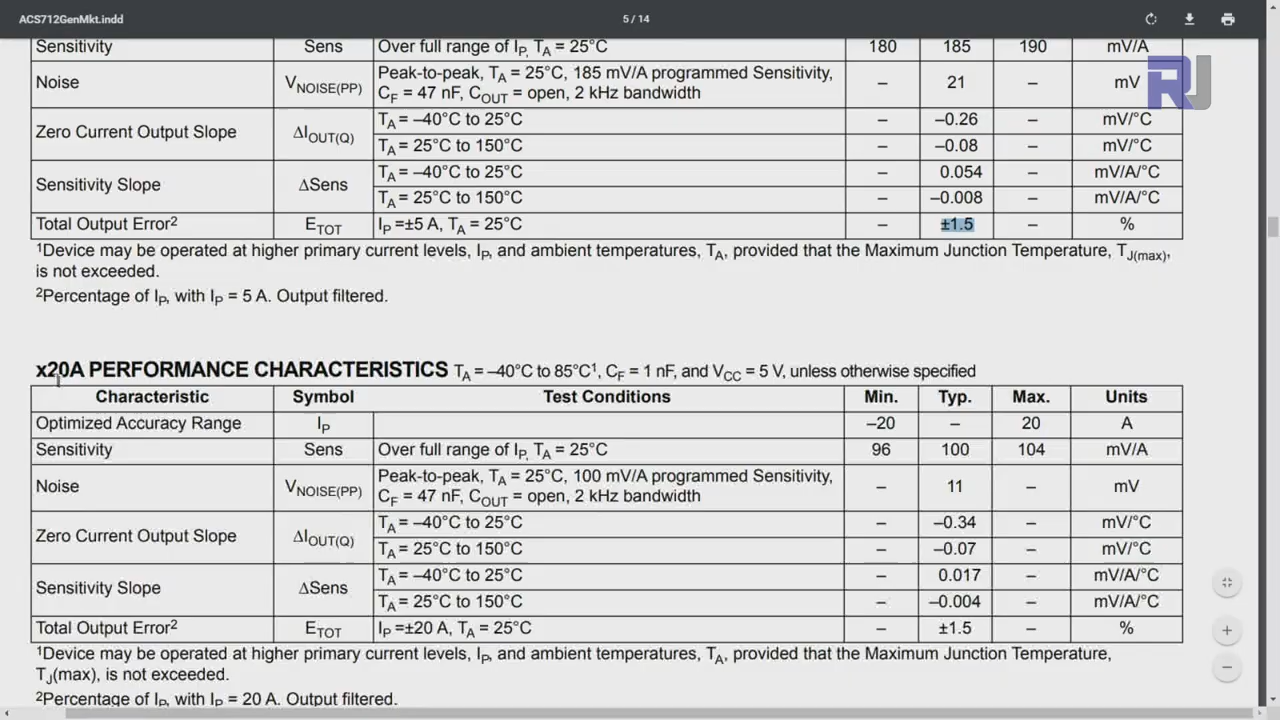 ACS712GenMkt.indd 5 / 14
Sensitivity Sens Over full range of IP, TA = 25°C 180 185 190 mV/A
Noise VNOISE(PP) Peak-to-peak, TA = 25°C, 185 mV/A programmed Sensitivity, CF = 47 nF, COUT = open, 2 kHz bandwidth – 21 – mV
RJ
Zero Current Output Slope ΔIOUT(Q) TA = –40°C to 25°C – –0.26 – mV/°C
TA = 25°C to 150°C – –0.08 – mV/°C
Sensitivity Slope ΔSens TA = –40°C to 25°C – 0.054 – mV/A/°C
TA = 25°C to 150°C – –0.008 – mV/A/°C
Total Output Error2 ETOT IP =±5 A, TA = 25°C – ±1.5 – %
1Device may be operated at higher primary current levels, IP, and ambient temperatures, TA, provided that the Maximum Junction Temperature, TJ(max),
is not exceeded.
2Percentage of IP, with IP = 5 A. Output filtered.
x20A PERFORMANCE CHARACTERISTICS TA = –40°C to 85°C1, CF = 1 nF, and VCC = 5 V, unless otherwise specified
Characteristic Symbol Test Conditions Min. Typ. Max. Units
Optimized Accuracy Range IP –20 – 20 A
Sensitivity Sens Over full range of IP, TA = 25°C 96 100 104 mV/A
Noise VNOISE(PP) Peak-to-peak, TA = 25°C, 100 mV/A programmed Sensitivity, CF = 47 nF, COUT = open, 2 kHz bandwidth – 11 – mV
Zero Current Output Slope ΔIOUT(Q) TA = –40°C to 25°C – –0.34 – mV/°C
TA = 25°C to 150°C – –0.07 – mV/°C
Sensitivity Slope ΔSens TA = –40°C to 25°C – 0.017 – mV/A/°C
TA = 25°C to 150°C – –0.004 – mV/A/°C
Total Output Error2 ETOT IP =±20 A, TA = 25°C – ±1.5 – %
1Device may be operated at higher primary current levels, IP, and ambient temperatures, TA, provided that the Maximum Junction Temperature,
TJ(max), is not exceeded.
2Percentage of IP, with IP = 20 A. Output filtered.